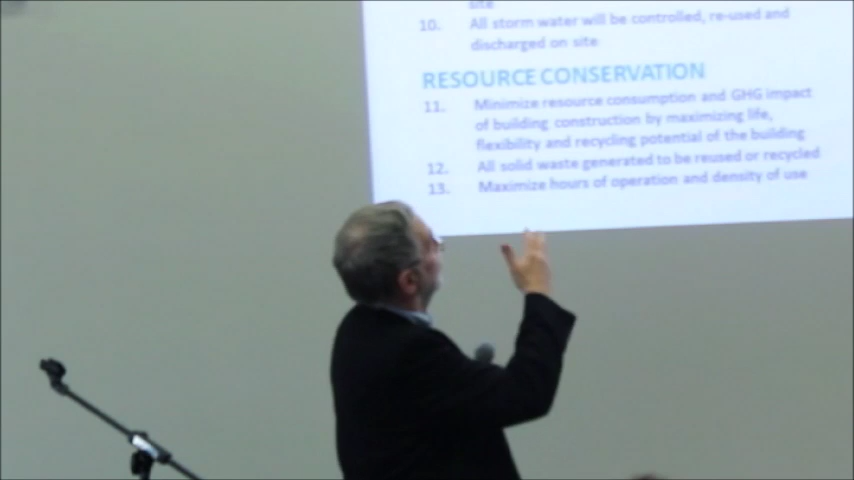 site
10. All storm water will be controlled, re-used and
discharged on site
RESOURCE CONSERVATION
11. Minimize resource consumption and GHG impact
of building construction by maximizing life,
flexibility and recycling potential of the building
12. All solid waste generated to be reused or recycled
13. Maximize hours of operation and density of use